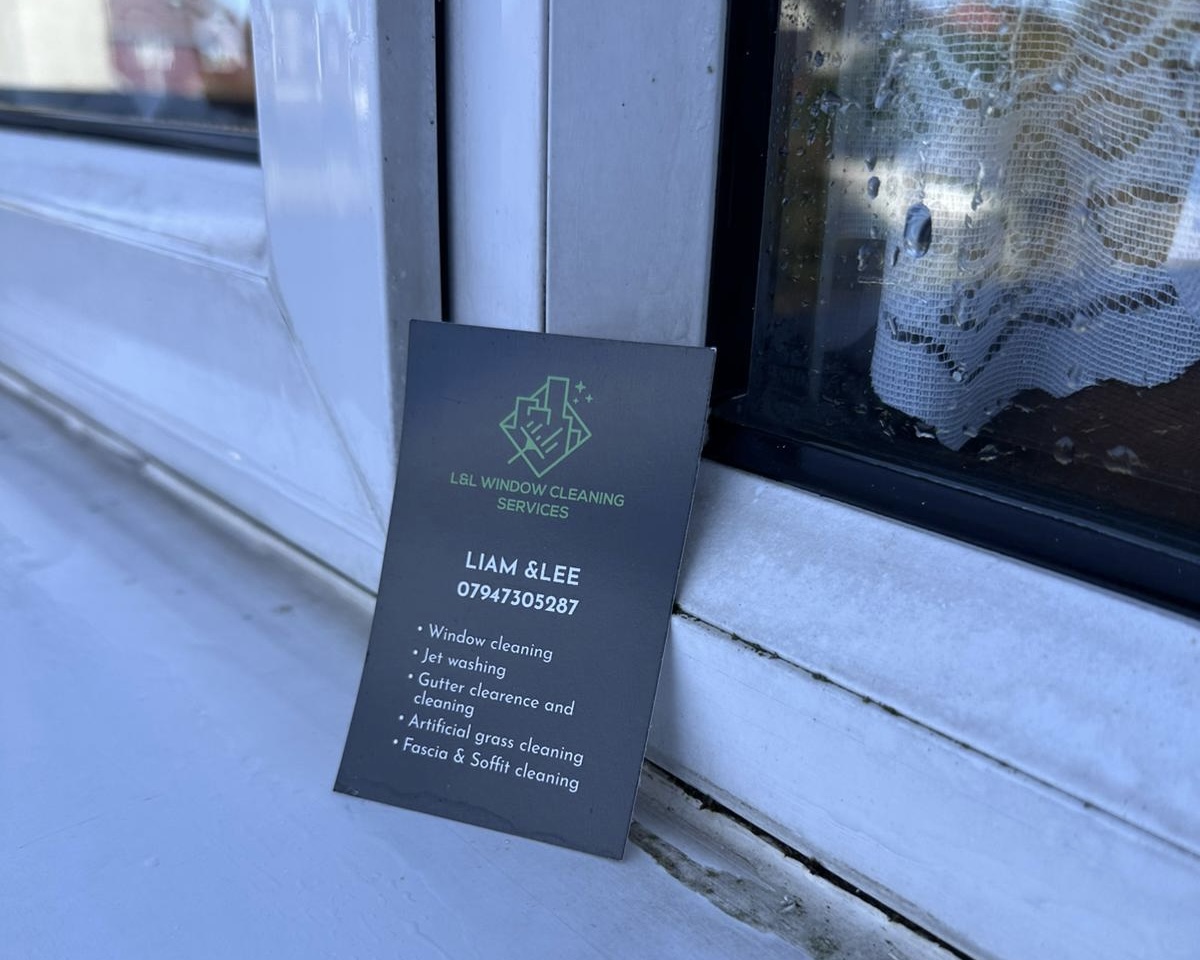 L&L WINDOW CLEANING
SERVICES
LIAM &LEE
07947305287
• Window cleaning
• Jet washing
• Gutter clearence and
cleaning
• Artificial grass cleaning
• Fascia & Soffit cleaning